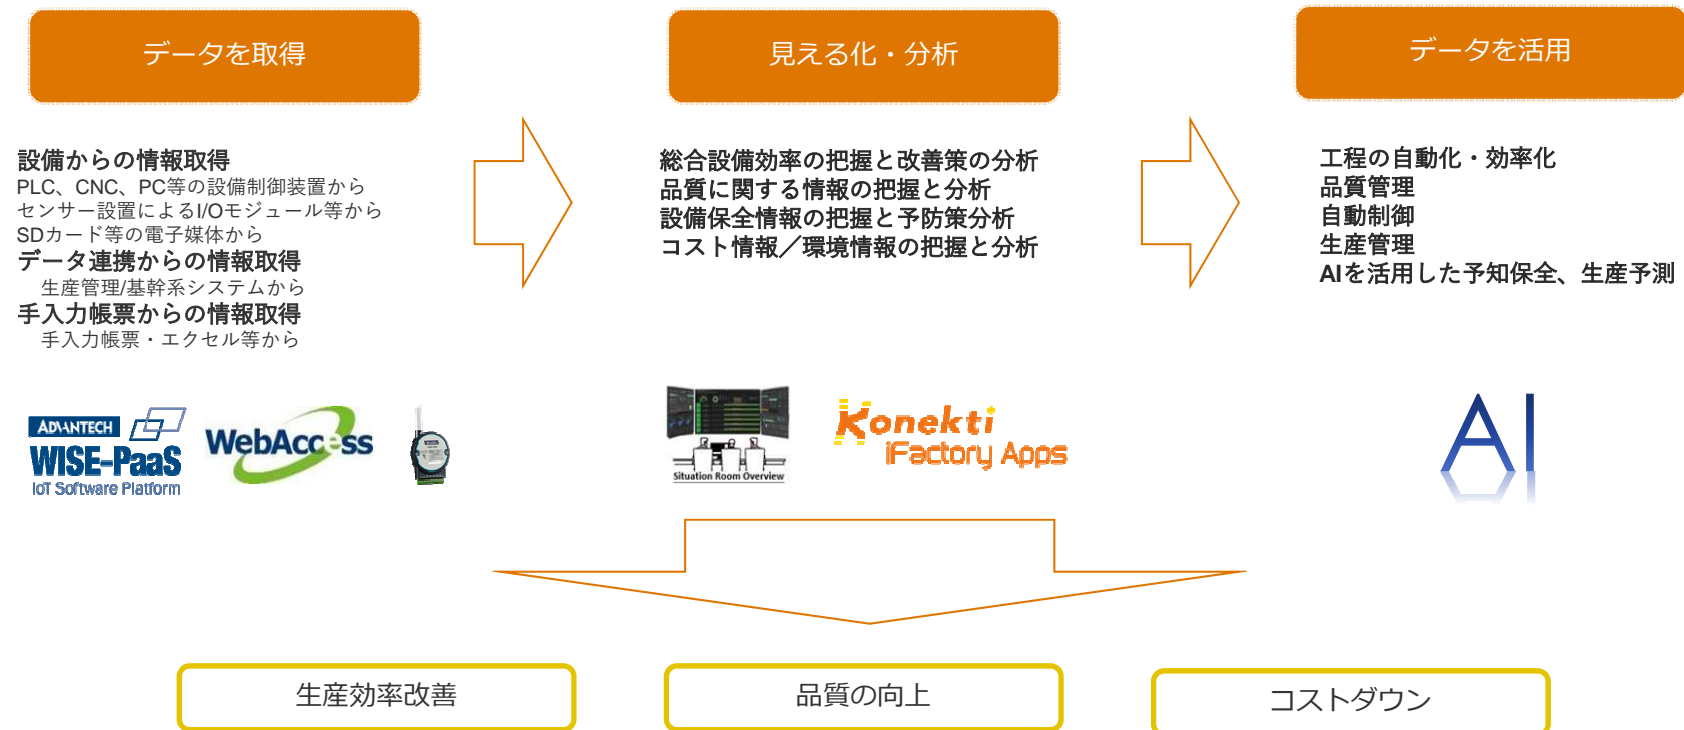 データを取得
見える化・分析
データを活用
設備からの情報取得
PLC、CNC、PC等の設備制御装置から
センサー設置によるI/Oモジュール等から
SDカード等の電子媒体から
データ連携からの情報取得
生産管理/基幹系システムから
手入力帳票からの情報取得
手入力帳票・エクセル等から
総合設備効率の把握と改善策の分析
品質に関する情報の把握と分析
設備保全情報の把握と予防策分析
コスト情報／環境情報の把握と分析
工程の自動化・効率化
品質管理
自動制御
生産管理
AIを活用した予知保全、生産予測
ADVANTECH
WISE-PaaS
IoT Software Platform
WebAccess
Situation Room Overview
Konekti
iFactory Apps
AI
生産効率改善
品質の向上
コストダウン